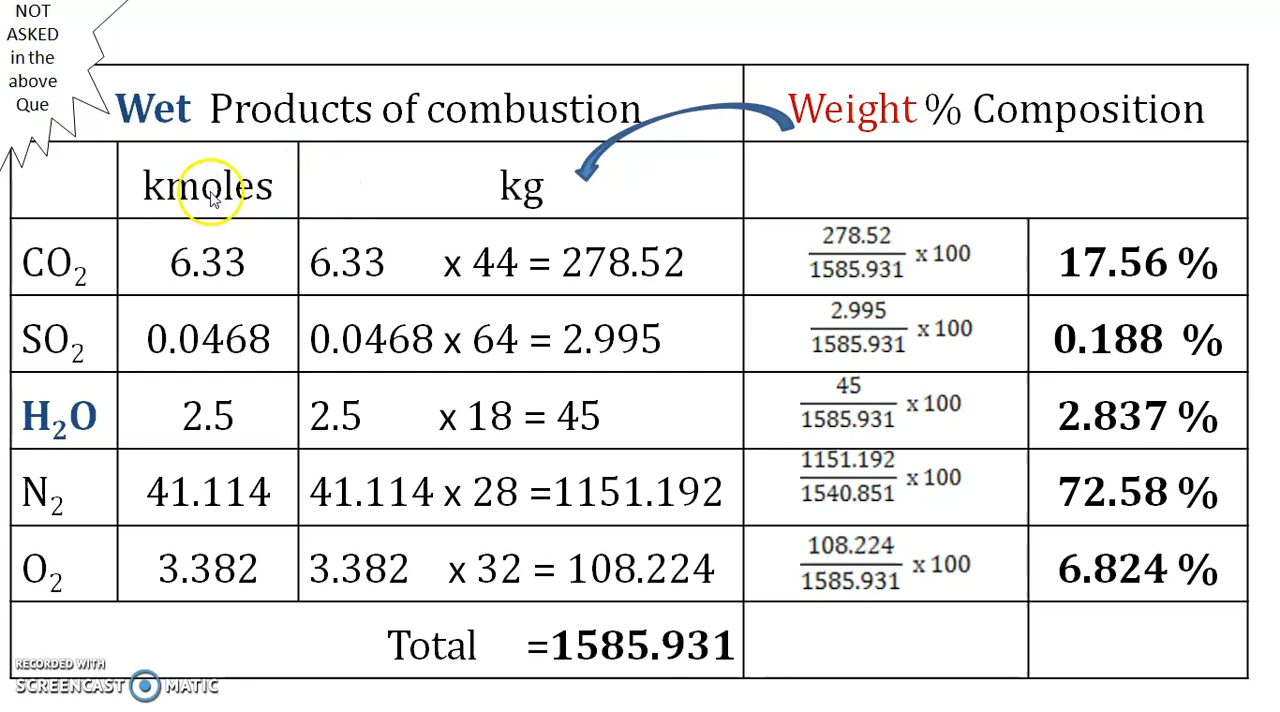 NOT
ASKED
in the
above
Que
Wet Products of combustion Weight % Composition
kmoles kg
CO₂ 6.33 6.33 x 44 = 278.52 278.52/1585.931 x 100 17.56 %
SO₂ 0.0468 0.0468 x 64 = 2.995 2.995/1585.931 x 100 0.188 %
H₂O 2.5 2.5 x 18 = 45 45/1585.931 x 100 2.837 %
N₂ 41.114 41.114 x 28 =1151.192 1151.192/1540.851 x 100 72.58 %
O₂ 3.382 3.382 x 32 = 108.224 108.224/1585.931 x 100 6.824 %
Total =1585.931
RECORDED WITH
SCREENCAST MATIC